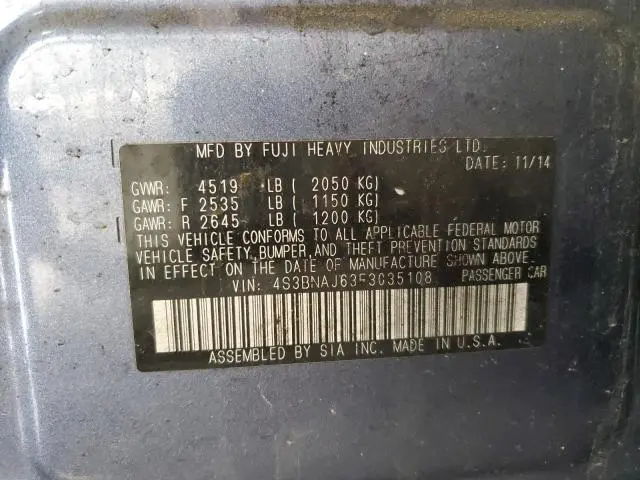 MFD BY FUJI HEAVY INDUSTRIES LTD.
DATE: 11/14
GVWR: 4519 LB ( 2050 KG)
GAWR: F 2535 LB ( 1150 KG)
GAWR: R 2645 LB ( 1200 KG)
THIS VEHICLE CONFORMS TO ALL APPLICABLE FEDERAL MOTOR
VEHICLE SAFETY, BUMPER, AND THEFT PREVENTION STANDARDS
IN EFFECT ON THE DATE OF MANUFACTURE SHOWN ABOVE.
VIN: 4S3BNAJ63F3035108 PASSENGER CAR
ASSEMBLED BY SIA INC. MADE IN U.S.A.